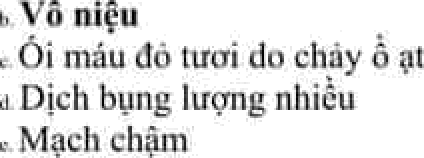 b. Vô niệu
c. Ói máu đỏ tươi do chảy ồ ạt
d. Dịch bụng lượng nhiều
e. Mạch chậm